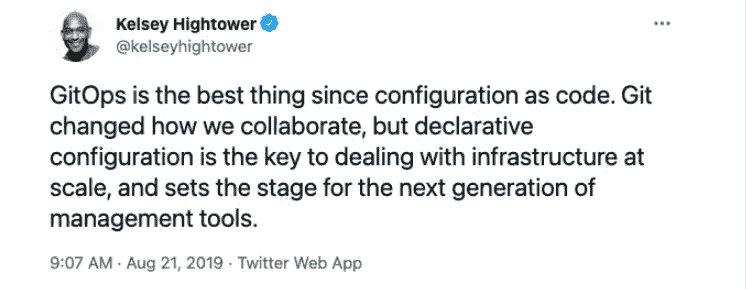 Kelsey Hightower
@kelseyhightower
GitOps is the best thing since configuration as code. Git
changed how we collaborate, but declarative
configuration is the key to dealing with infrastructure at
scale, and sets the stage for the next generation of
management tools.
9:07 AM · Aug 21, 2019 · Twitter Web App